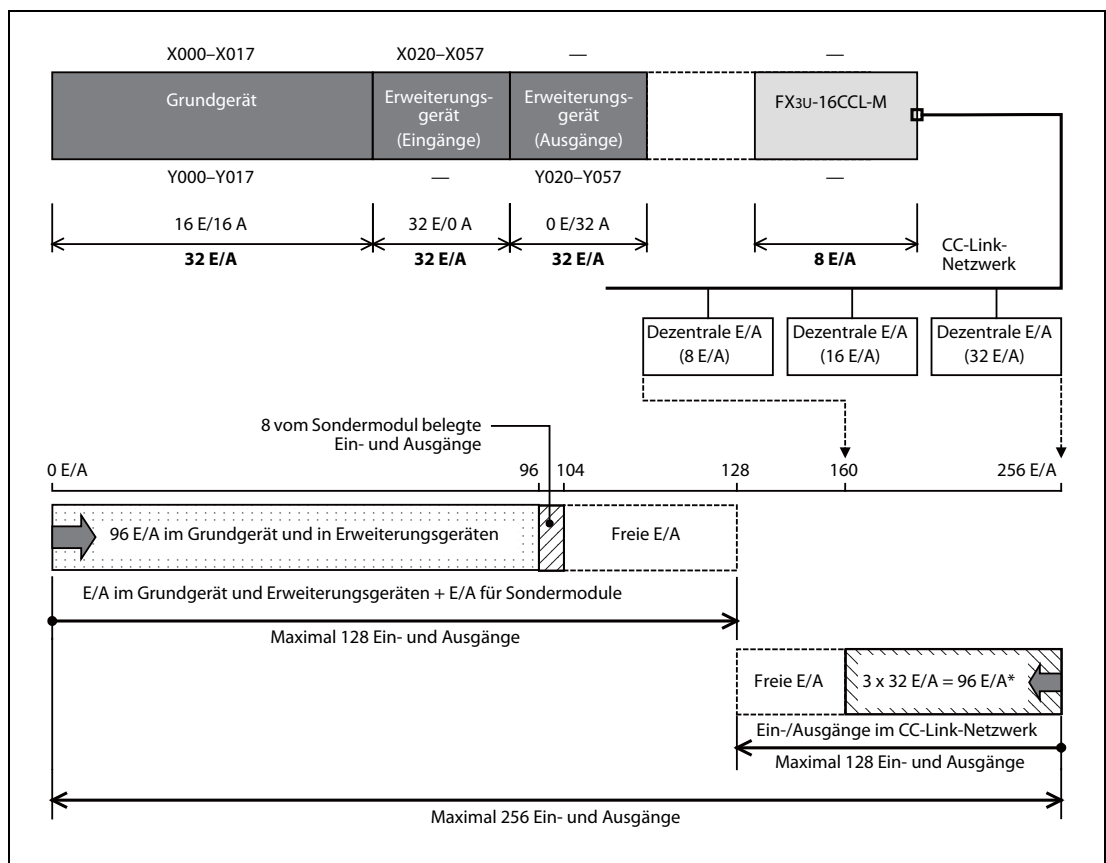 X000–X017 X020–X057 — —
Grundgerät
Erweiterungs-
gerät
(Eingänge)
Erweiterungs-
gerät
(Ausgänge)
FX3U-16CCL-M
Y000–Y017 — Y020–Y057 —
16 E/16 A 32 E/0 A 0 E/32 A
32 E/A 32 E/A 32 E/A 8 E/A
CC-Link-
Netzwerk
Dezentrale E/A
(8 E/A)
Dezentrale E/A
(16 E/A)
Dezentrale E/A
(32 E/A)
8 vom Sondermodul belegte
Ein- und Ausgänge
0 E/A 96 104 128 160 256 E/A
96 E/A im Grundgerät und in Erweiterungsgeräten
Freie E/A
E/A im Grundgerät und Erweiterungsgeräten + E/A für Sondermodule
Maximal 128 Ein- und Ausgänge
Freie E/A
3 x 32 E/A = 96 E/A*
Ein-/Ausgänge im CC-Link-Netzwerk
Maximal 128 Ein- und Ausgänge
Maximal 256 Ein- und Ausgänge